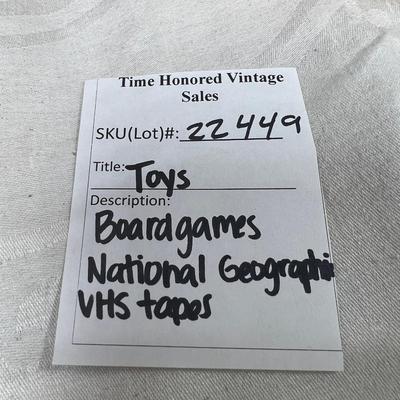 Time Honored Vintage
Sales
SKU(Lot)#: 22449
Title: Toys
Description:
Boardgames
National Geographi
VHS tapes